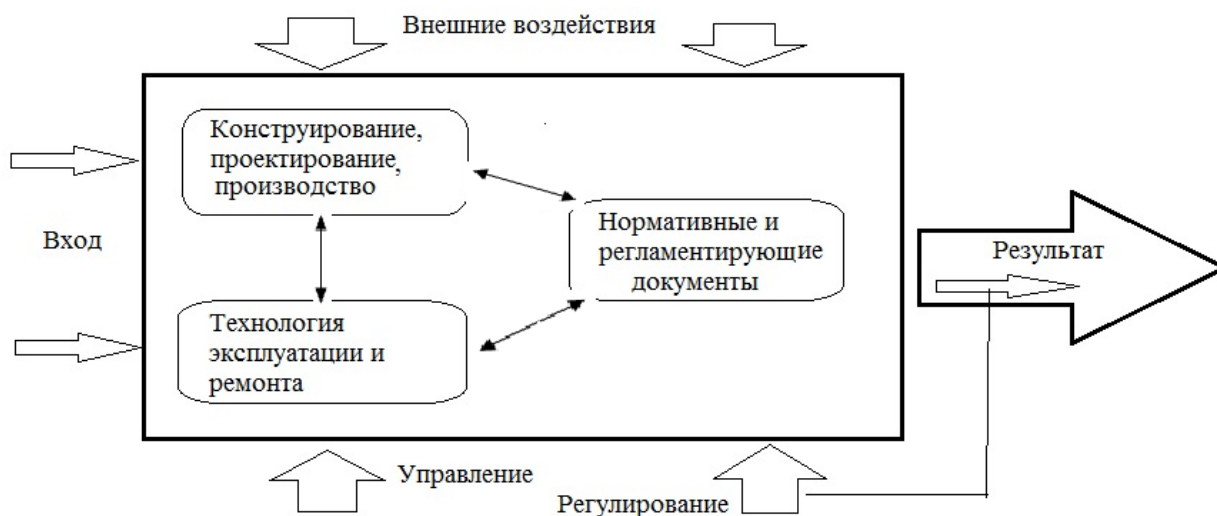 Внешние воздействия
Конструирование,
проектирование,
производство
Вход
Нормативные и
регламентирующие
документы
Результат
Технология
эксплуатации и
ремонта
Управление
Регулирование